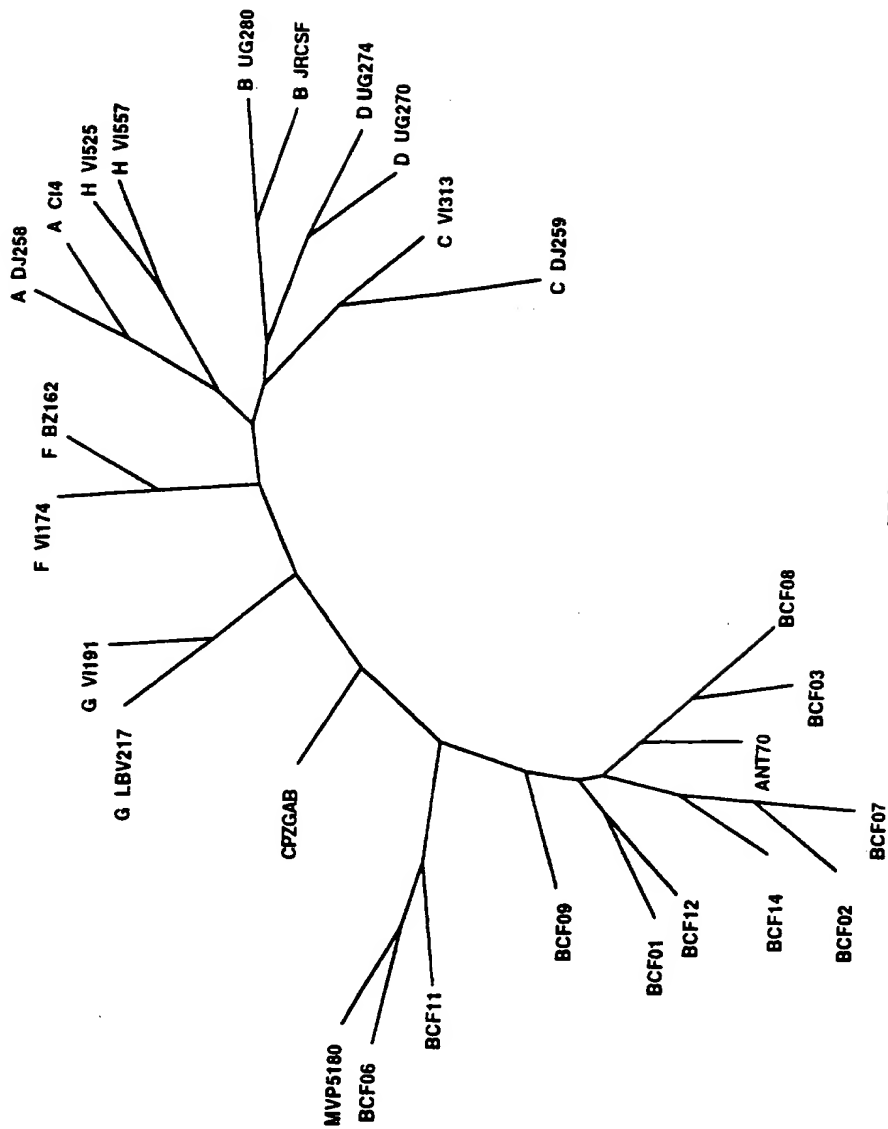 A DJ258
A CI4
H VI525
H VI557
B UG280
B JRCSF
D UG274
D UG270
C VI313
C DJ259
F BZ162
F VI174
G VI191
G LBV217
CPZGAB
MVP5180
BCF06
BCF11
BCF09
BCF01
BCF12
BCF14
BCF02
BCF07
ANT70
BCF03
BCF08